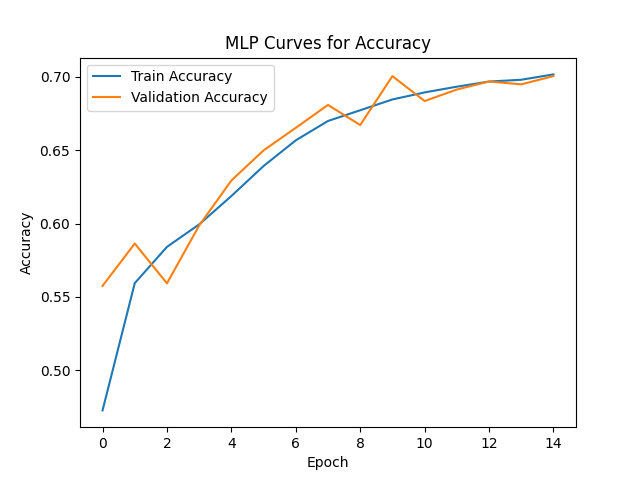 MLP Curves for Accuracy
Train Accuracy
Validation Accuracy
0.70
0.65
0.60
0.55
0.50
Accuracy
0 2 4 6 8 10 12 14
Epoch